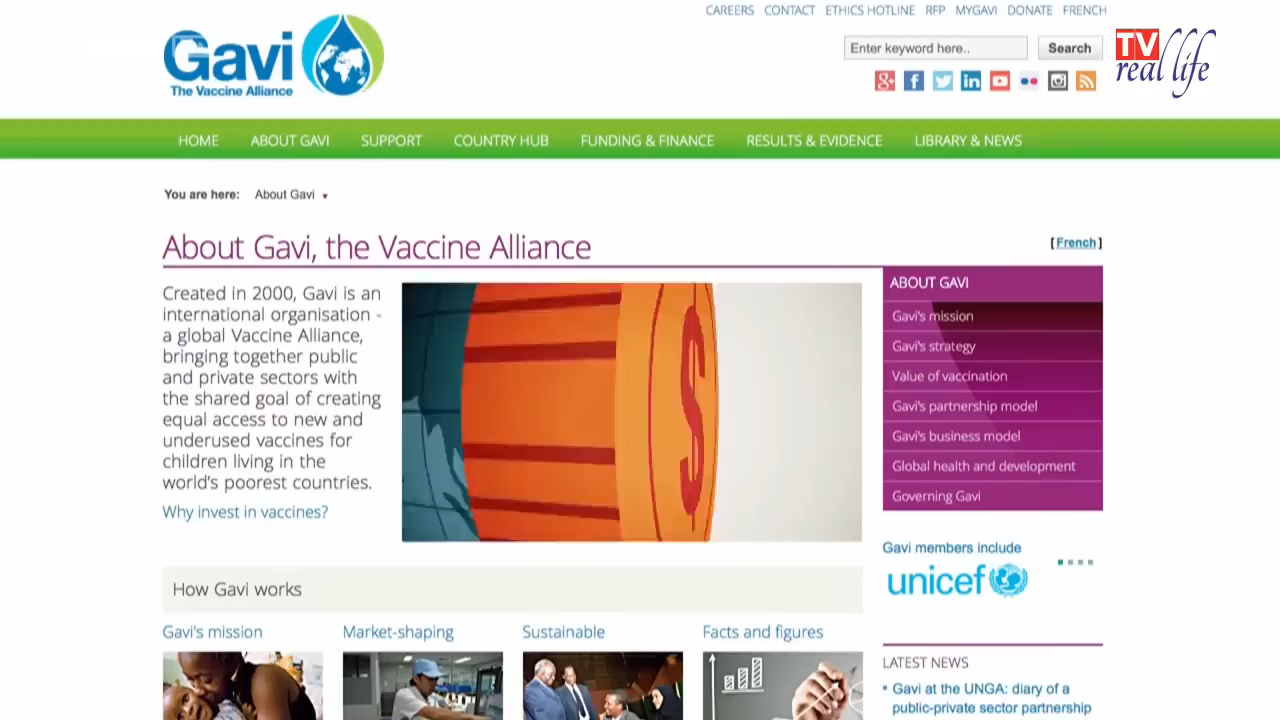 CAREERS CONTACT ETHICS HOTLINE RFP MYGAVI DONATE FRENCH
Gavi
The Vaccine Alliance
Enter keyword here..
Search
TV
real life
HOME ABOUT GAVI SUPPORT COUNTRY HUB FUNDING & FINANCE RESULTS & EVIDENCE LIBRARY & NEWS
You are here: About Gavi
About Gavi, the Vaccine Alliance
[ French ]
Created in 2000, Gavi is an
international organisation -
a global Vaccine Alliance,
bringing together public
and private sectors with
the shared goal of creating
equal access to new and
underused vaccines for
children living in the
world's poorest countries.
Why invest in vaccines?
$
ABOUT GAVI
Gavi's mission
Gavi's strategy
Value of vaccination
Gavi's partnership model
Gavi's business model
Global health and development
Governing Gavi
Gavi members include
unicef
How Gavi works
Gavi's mission
Market-shaping
Sustainable
Facts and figures
LATEST NEWS
Gavi at the UNGA: diary of a
public-private sector partnership